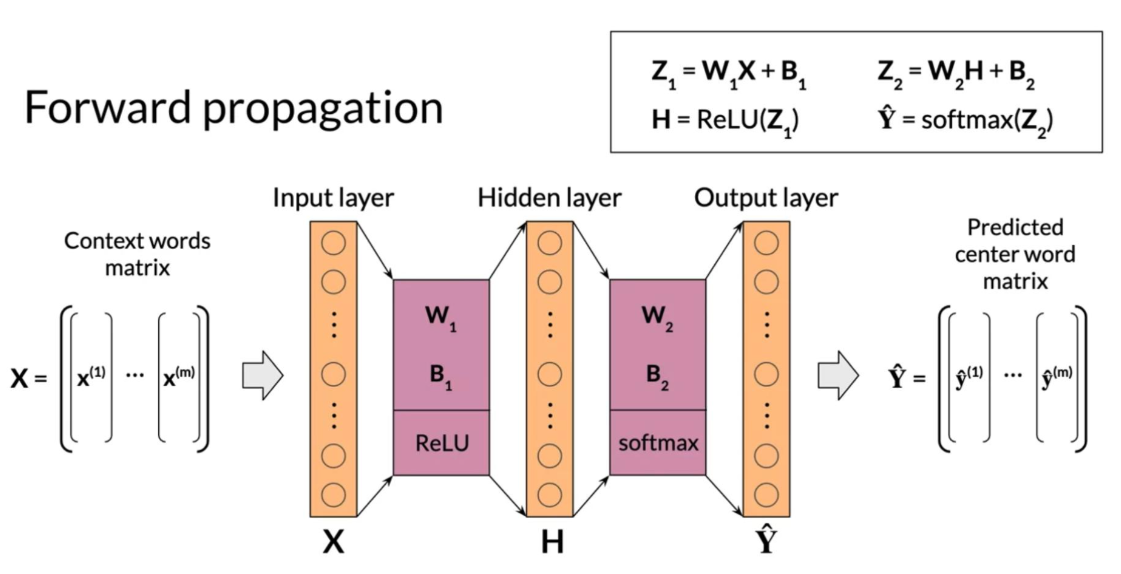 Forward propagation
Z₁ = W₁X + B₁
Z₂ = W₂H + B₂
H = ReLU(Z₁)
Ŷ = softmax(Z₂)
Input layer
Hidden layer
Output layer
Context words
matrix
X =
x⁽¹⁾ ··· x⁽ᵐ⁾
W₁
B₁
ReLU
W₂
B₂
softmax
Predicted
center word
matrix
Ŷ =
ŷ⁽¹⁾ ··· ŷ⁽ᵐ⁾
X
H
Ŷ